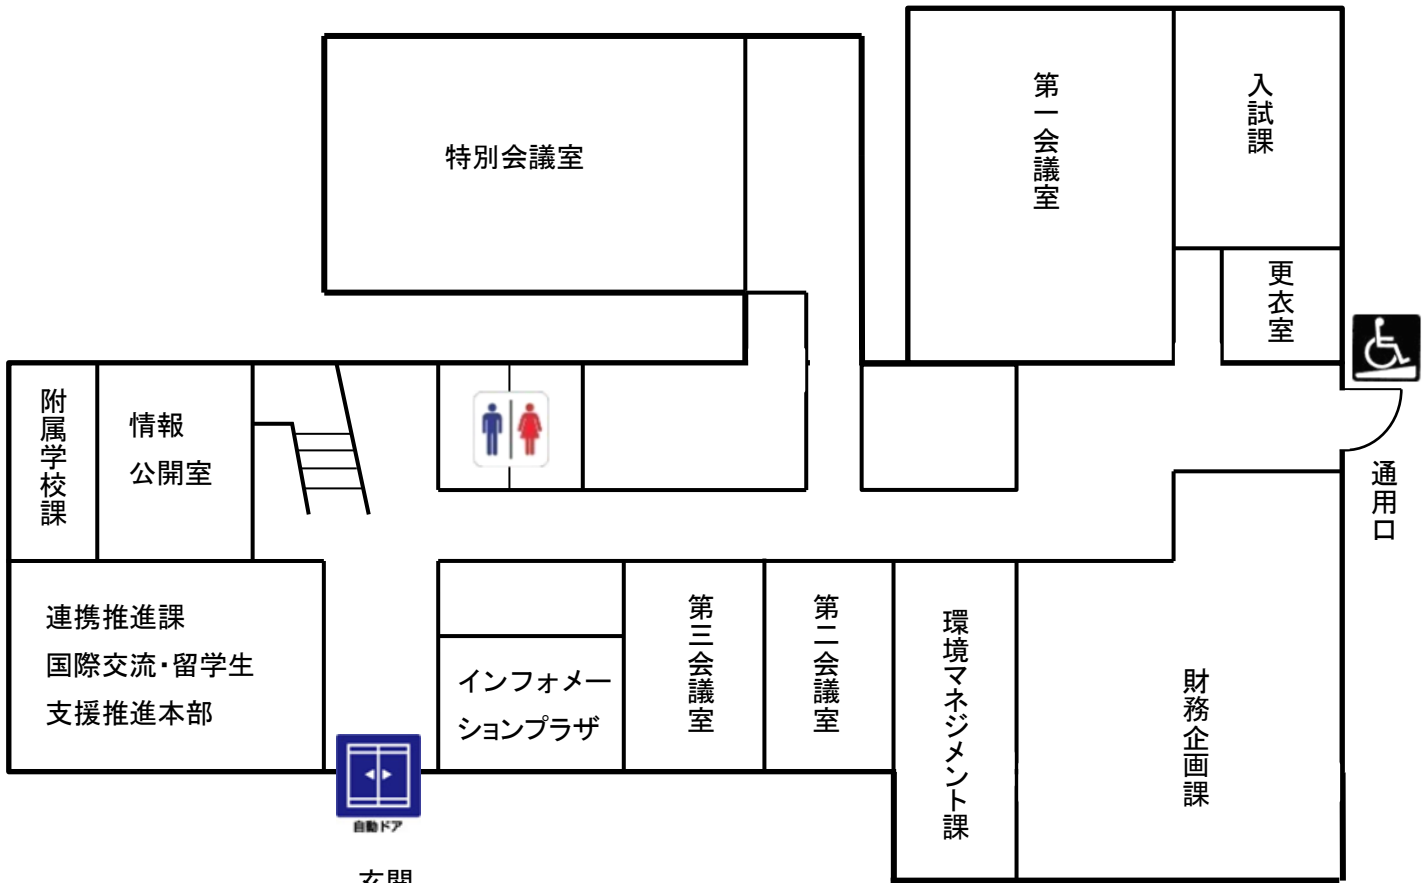 特別会議室
第一会議室
入試課
更衣室
附属学校課
情報
公開室
通用口
連携推進課
国際交流・留学生
支援推進本部
インフォメー
ションプラザ
第三会議室
第二会議室
環境マネジメント課
財務企画課
自動ドア
玄関